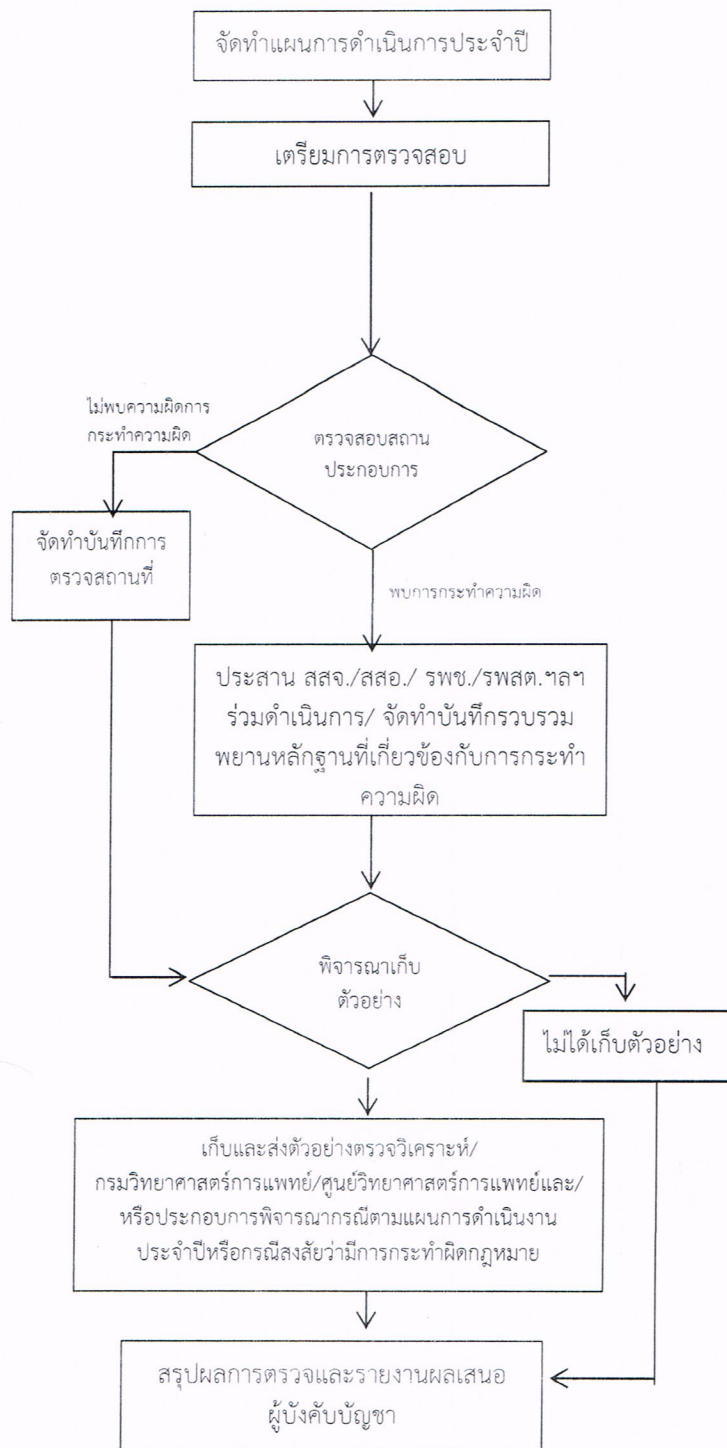 จัดทำแผนการดำเนินการประจำปี
เตรียมการตรวจสอบ
ไม่พบความผิดการ
กระทำความผิด
ตรวจสอบสถาน
ประกอบการ
จัดทำบันทึกการ
ตรวจสถานที่
พบการกระทำความผิด
ประสาน สสจ./สสอ./ รพช./รพสต.ฯลฯ
ร่วมดำเนินการ/ จัดทำบันทึกรวบรวม
พยานหลักฐานที่เกี่ยวข้องกับการกระทำ
ความผิด
พิจารณาเก็บ
ตัวอย่าง
ไม่ได้เก็บตัวอย่าง
เก็บและส่งตัวอย่างตรวจวิเคราะห์/
กรมวิทยาศาสตร์การแพทย์/ศูนย์วิทยาศาสตร์การแพทย์และ/
หรือประกอบการพิจารณากรณีตามแผนการดำเนินงาน
ประจำปีหรือกรณีสงสัยว่ามีการกระทำผิดกฎหมาย
สรุปผลการตรวจและรายงานผลเสนอ
ผู้บังคับบัญชา